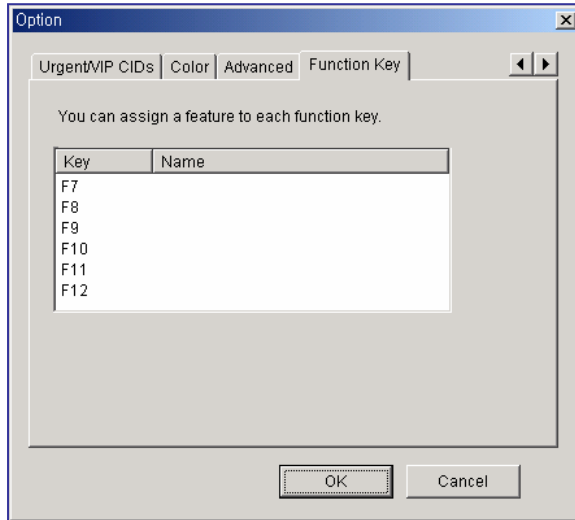 Option
Urgent/VIP CIDs Color Advanced Function Key
You can assign a feature to each function key.
Key Name
F7
F8
F9
F10
F11
F12
OK Cancel